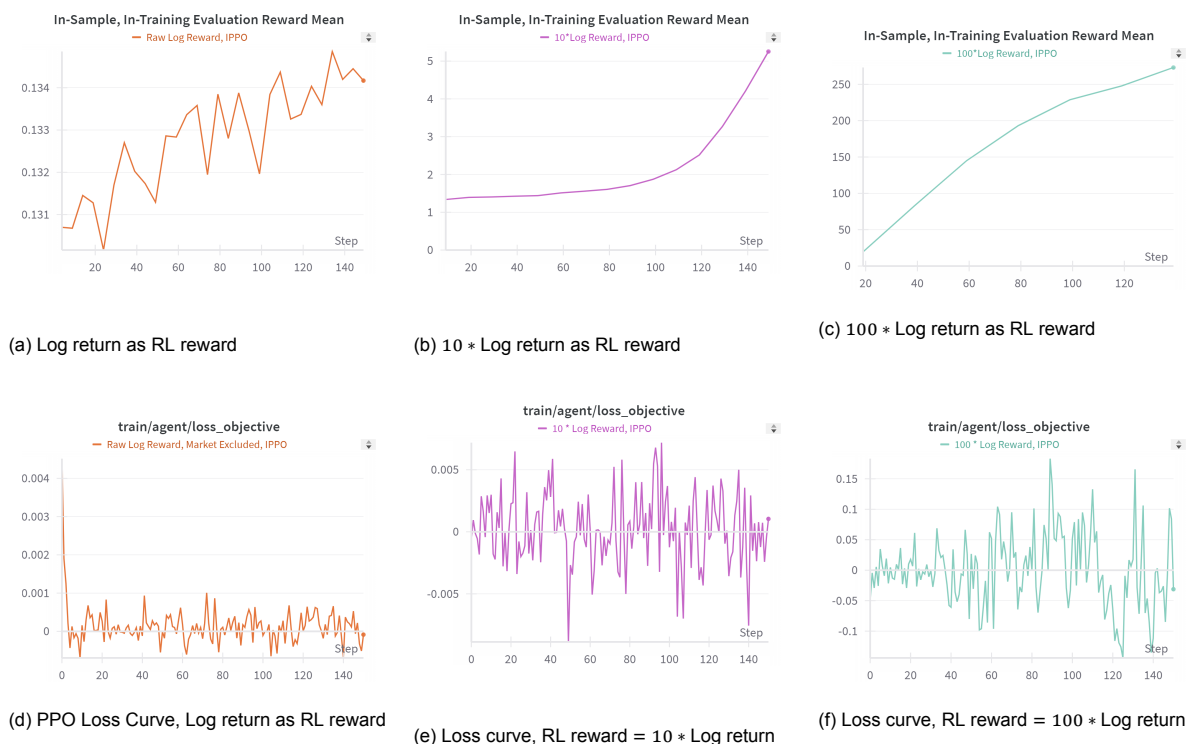 In-Sample, In-Training Evaluation Reward Mean
Raw Log Reward, IPPO
0.134
0.133
0.132
0.131
Step
20 40 60 80 100 120 140
(a) Log return as RL reward
In-Sample, In-Training Evaluation Reward Mean
10*Log Reward, IPPO
5
4
3
2
1
0
Step
20 40 60 80 100 120 140
(b) 10 ∗ Log return as RL reward
In-Sample, In-Training Evaluation Reward Mean
100*Log Reward, IPPO
250
200
150
100
50
0
Step
20 40 60 80 100 120
(c) 100 ∗ Log return as RL reward
train/agent/loss_objective
Raw Log Reward, Market Excluded, IPPO
0.004
0.003
0.002
0.001
0
Step
0 20 40 60 80 100 120 140
(d) PPO Loss Curve, Log return as RL reward
train/agent/loss_objective
10 * Log Reward, IPPO
0.005
0
-0.005
Step
0 20 40 60 80 100 120 140
(e) Loss curve, RL reward = 10 ∗ Log return
train/agent/loss_objective
100 * Log Reward, IPPO
0.15
0.1
0.05
0
-0.05
-0.1
Step
0 20 40 60 80 100 120 140
(f) Loss curve, RL reward = 100 ∗ Log return